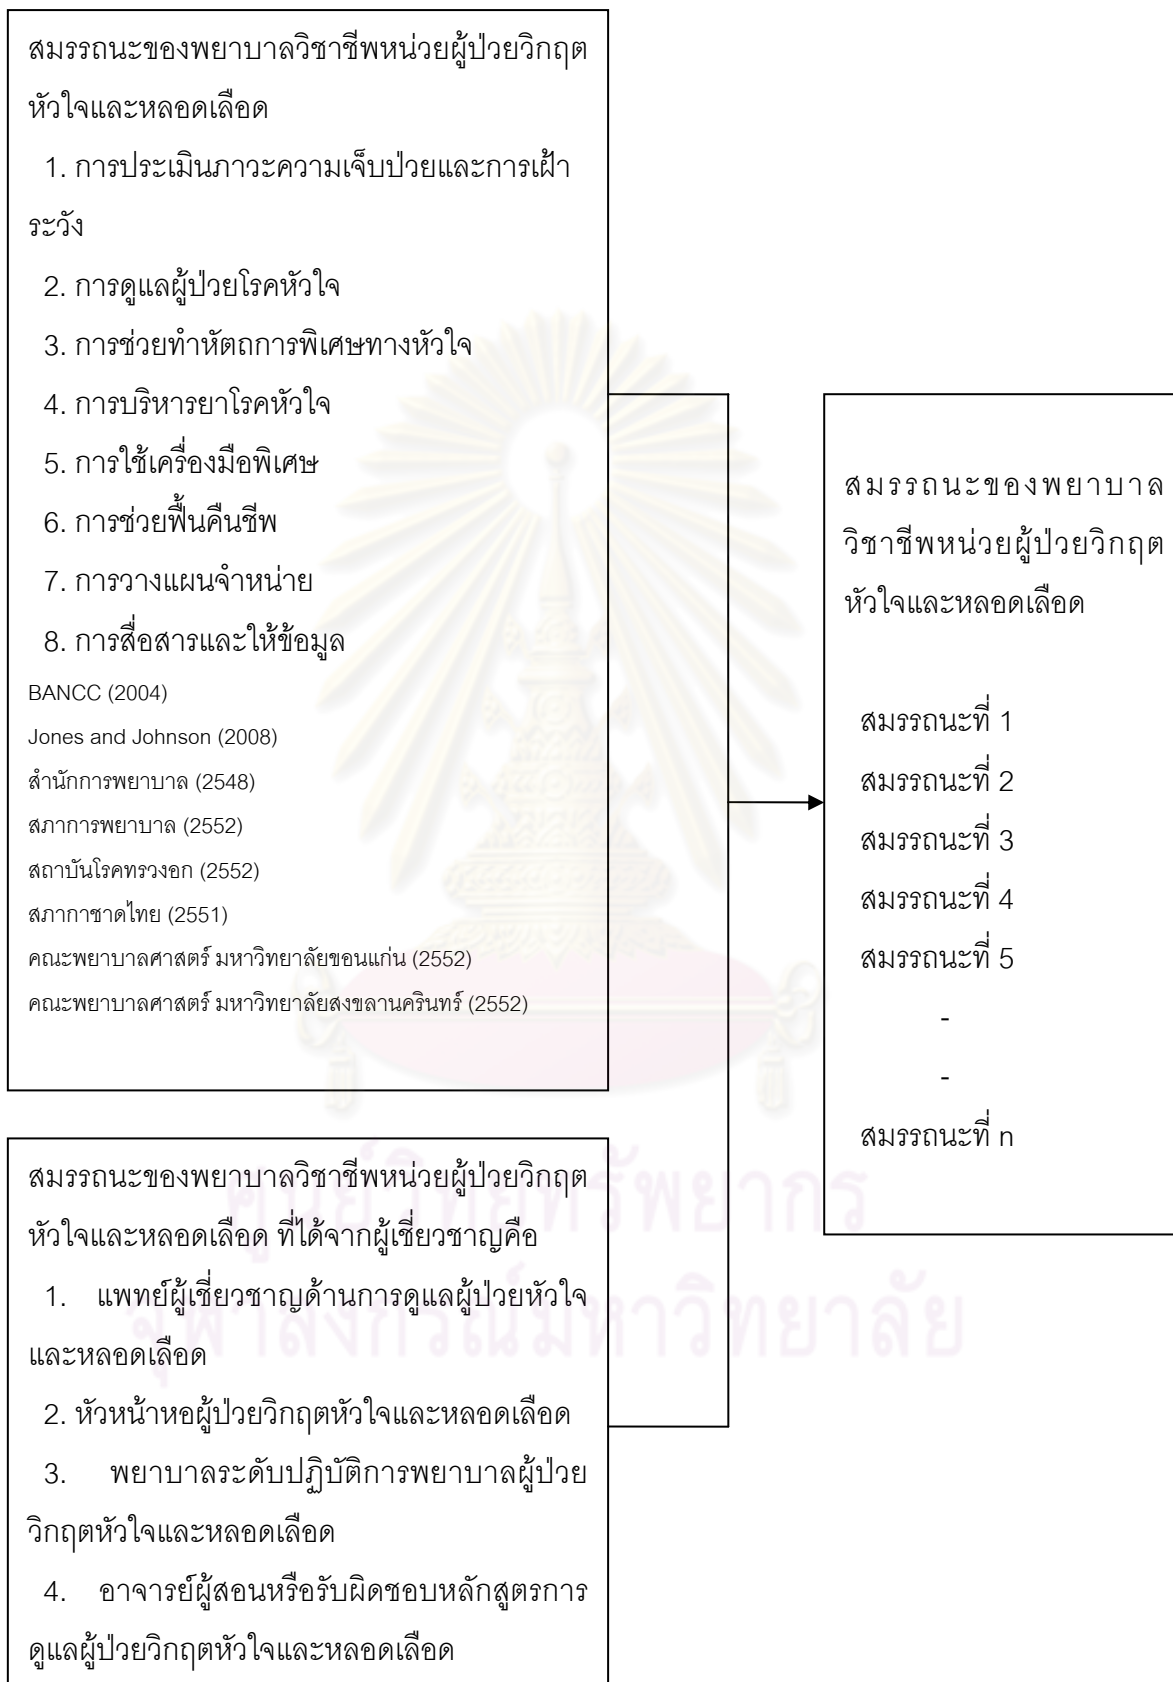 สมรรถนะของพยาบาลวิชาชีพหน่วยผู้ป่วยวิกฤต
หัวใจและหลอดเลือด
1. การประเมินภาวะความเจ็บป่วยและการเฝ้า
ระวัง
2. การดูแลผู้ป่วยโรคหัวใจ
3. การช่วยทำหัตถการพิเศษทางหัวใจ
4. การบริหารยาโรคหัวใจ
5. การใช้เครื่องมือพิเศษ
6. การช่วยฟื้นคืนชีพ
7. การวางแผนจำหน่าย
8. การสื่อสารและให้ข้อมูล
BANCC (2004)
Jones and Johnson (2008)
สำนักการพยาบาล (2548)
สภาการพยาบาล (2552)
สถาบันโรคทรวงอก (2552)
สภากาชาดไทย (2551)
คณะพยาบาลศาสตร์ มหาวิทยาลัยขอนแก่น (2552)
คณะพยาบาลศาสตร์ มหาวิทยาลัยสงขลานครินทร์ (2552)
สมรรถนะของพยาบาลวิชาชีพหน่วยผู้ป่วยวิกฤต
หัวใจและหลอดเลือด ที่ได้จากผู้เชี่ยวชาญคือ
1. แพทย์ผู้เชี่ยวชาญด้านการดูแลผู้ป่วยหัวใจ
และหลอดเลือด
2. หัวหน้าหอผู้ป่วยวิกฤตหัวใจและหลอดเลือด
3. พยาบาลระดับปฏิบัติการพยาบาลผู้ป่วย
วิกฤตหัวใจและหลอดเลือด
4. อาจารย์ผู้สอนหรือรับผิดชอบหลักสูตรการ
ดูแลผู้ป่วยวิกฤตหัวใจและหลอดเลือด
สมรรถนะของพยาบาล
วิชาชีพหน่วยผู้ป่วยวิกฤต
หัวใจและหลอดเลือด
สมรรถนะที่ 1
สมรรถนะที่ 2
สมรรถนะที่ 3
สมรรถนะที่ 4
สมรรถนะที่ 5
-
-
สมรรถนะที่ n
ศูนย์วิทยทรัพยากร
จุฬาลงกรณ์มหาวิทยาลัย